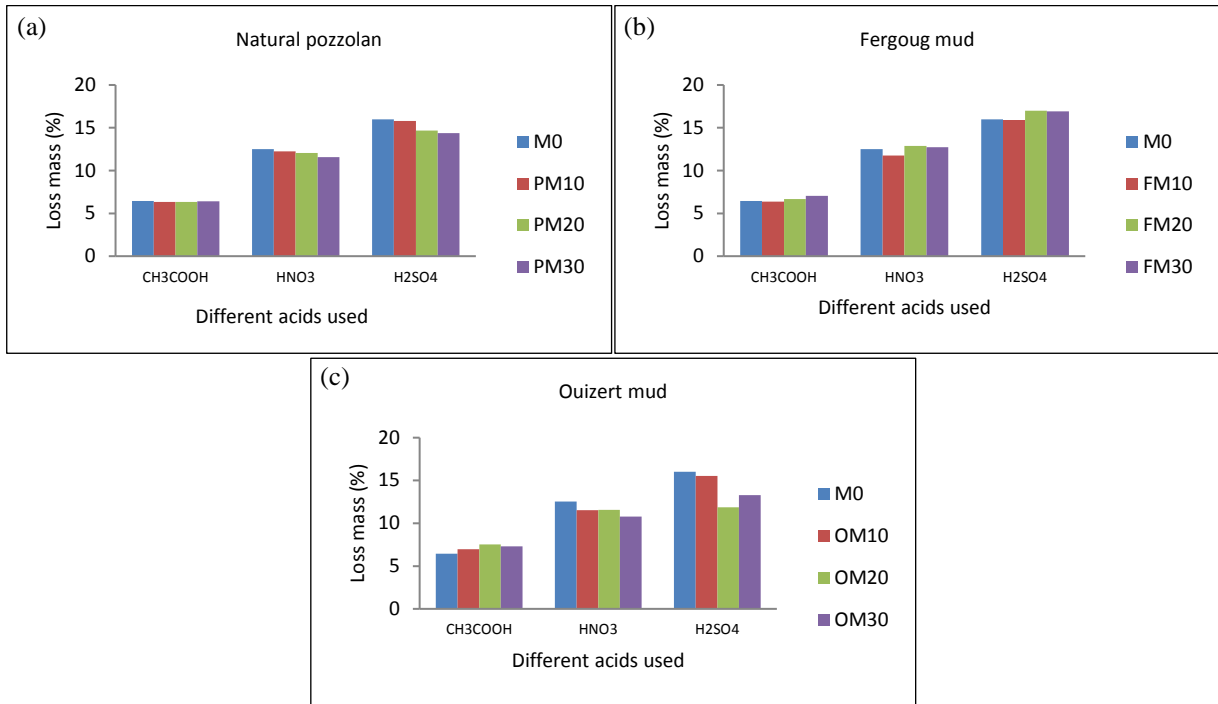 (a)
Natural pozzolan
Loss mass (%)
20
15
10
5
0
CH3COOH HNO3 H2SO4
Different acids used
M0
PM10
PM20
PM30
(b)
Fergoug mud
Loss mass (%)
20
15
10
5
0
CH3COOH HNO3 H2SO4
Different acids used
M0
FM10
FM20
FM30
(c)
Ouizert mud
Loss mass (%)
20
15
10
5
0
CH3COOH HNO3 H2SO4
Different acids used
M0
OM10
OM20
OM30